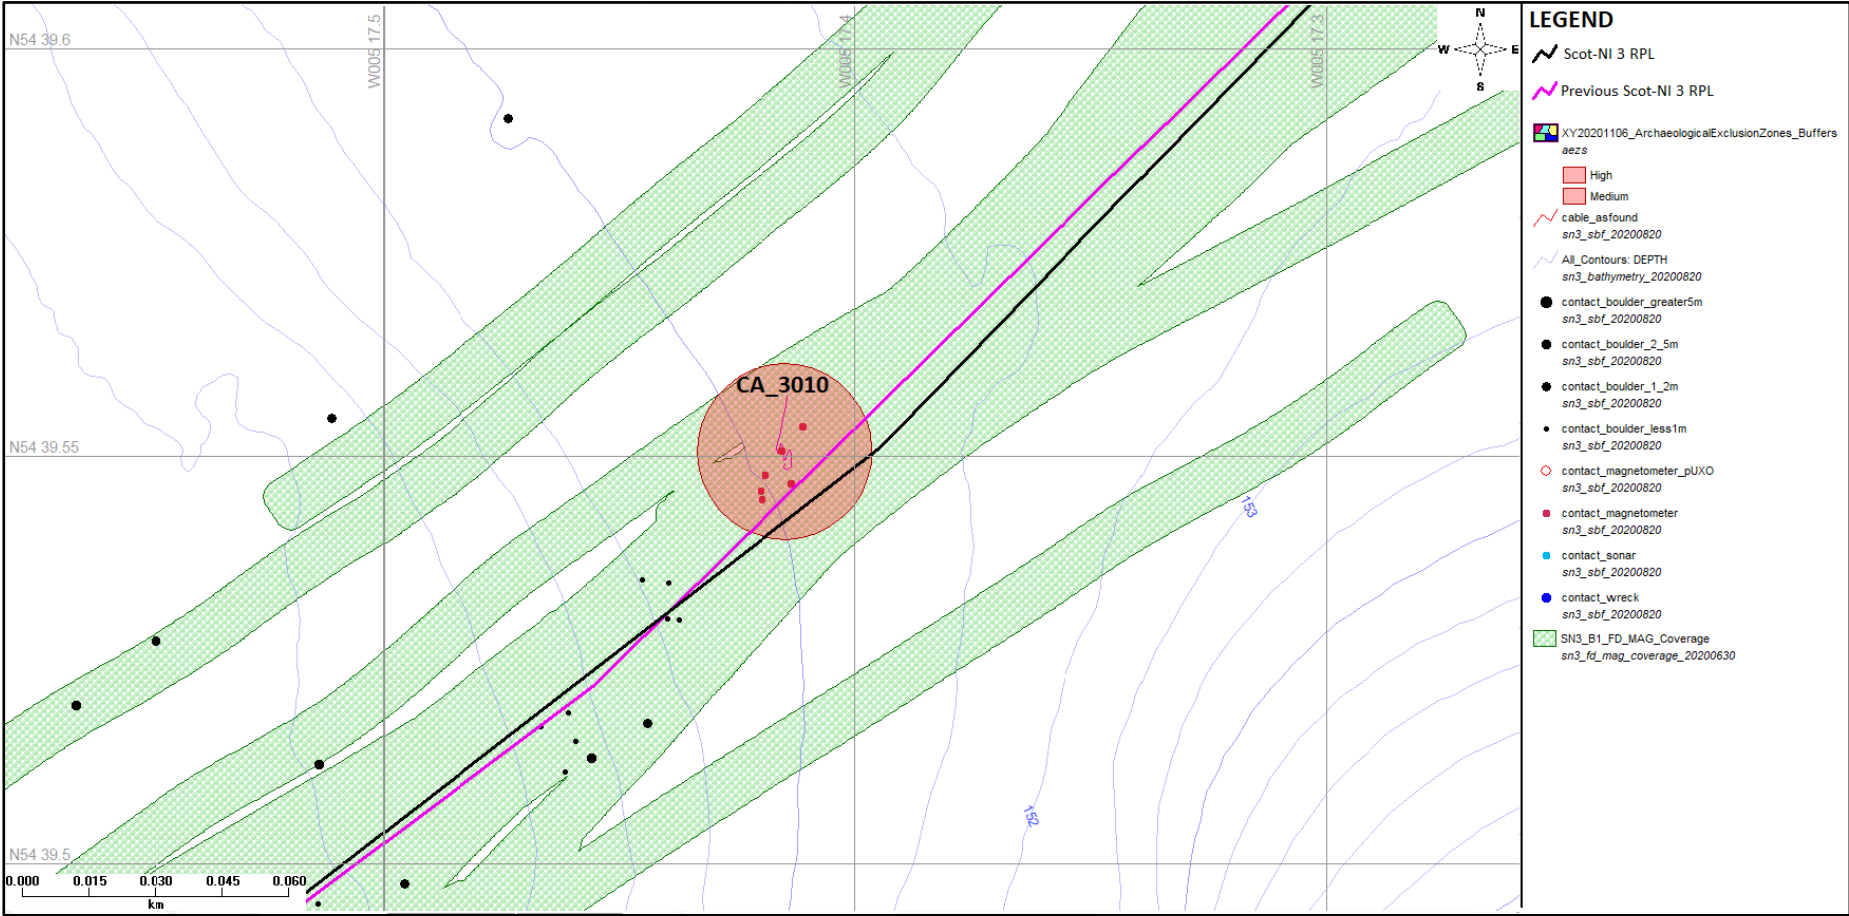 N54 39.6
W005 17.5
W005 17.4
W005 17.3
N
W E
S
CA_3010
N54 39.55
153
152
N54 39.5
0.000 0.015 0.030 0.045 0.060
km
LEGEND
Scot-NI 3 RPL
Previous Scot-NI 3 RPL
XY20201106_ArchaeologicalExclusionZones_Buffers
aezs
High
Medium
cable_asfound
sn3_sbf_20200820
All_Contours: DEPTH
sn3_bathymetry_20200820
contact_boulder_greater5m
sn3_sbf_20200820
contact_boulder_2_5m
sn3_sbf_20200820
contact_boulder_1_2m
sn3_sbf_20200820
contact_boulder_less1m
sn3_sbf_20200820
contact_magnetometer_pUXO
sn3_sbf_20200820
contact_magnetometer
sn3_sbf_20200820
contact_sonar
sn3_sbf_20200820
contact_wreck
sn3_sbf_20200820
SN3_B1_FD_MAG_Coverage
sn3_fd_mag_coverage_20200630